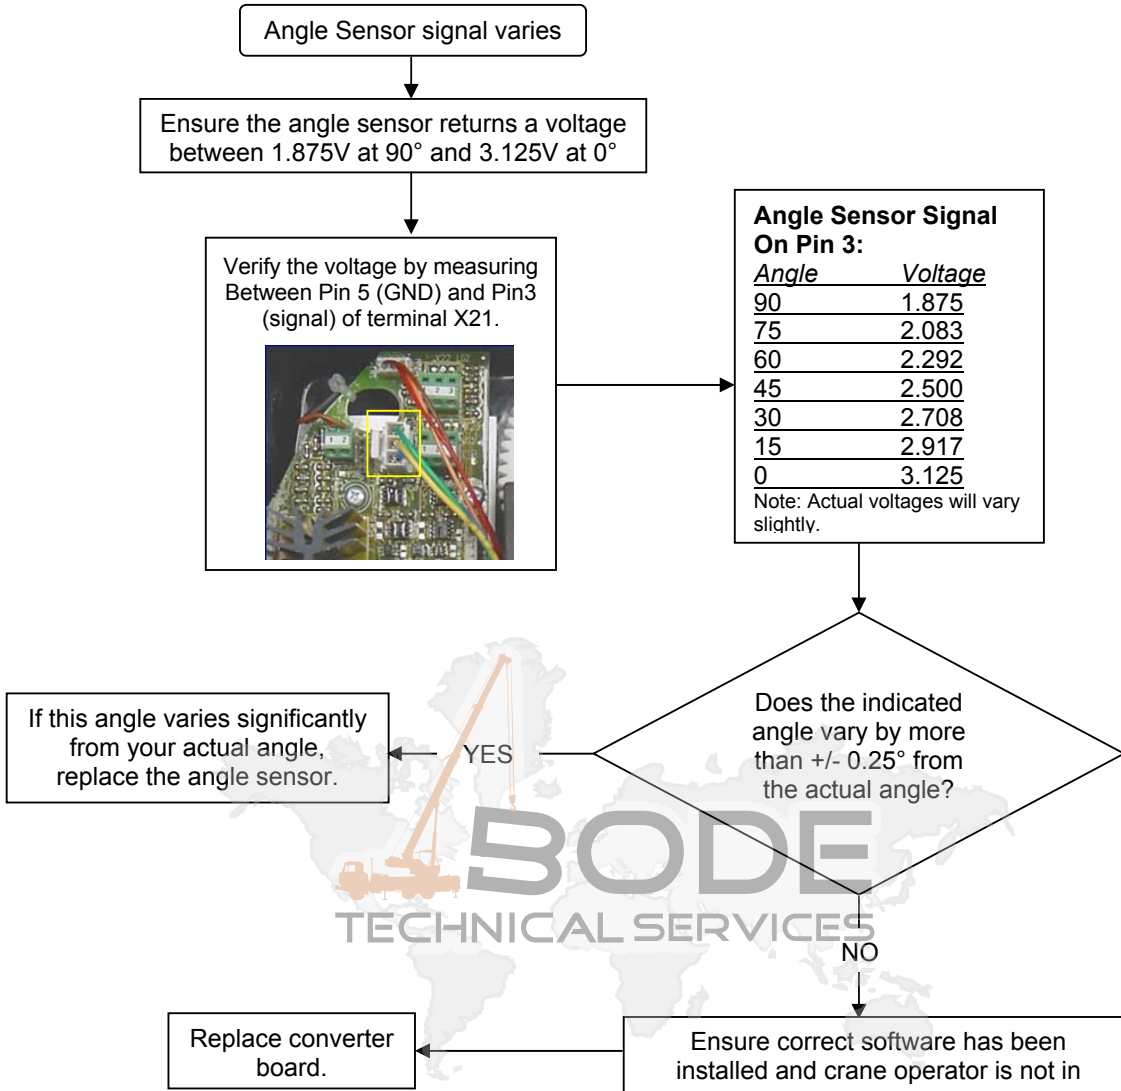 Angle Sensor signal varies
Ensure the angle sensor returns a voltage
between 1.875V at 90° and 3.125V at 0°
Verify the voltage by measuring
Between Pin 5 (GND) and Pin3
(signal) of terminal X21.
1 2 3
1 2
1
Angle Sensor Signal
On Pin 3:
Angle Voltage
90 1.875
75 2.083
60 2.292
45 2.500
30 2.708
15 2.917
0 3.125
Note: Actual voltages will vary
slightly.
Does the indicated
angle vary by more
than +/- 0.25° from
the actual angle?
YES
If this angle varies significantly
from your actual angle,
replace the angle sensor.
BODE
TECHNICAL SERVICES
NO
Ensure correct software has been
installed and crane operator is not in
Replace converter
board.